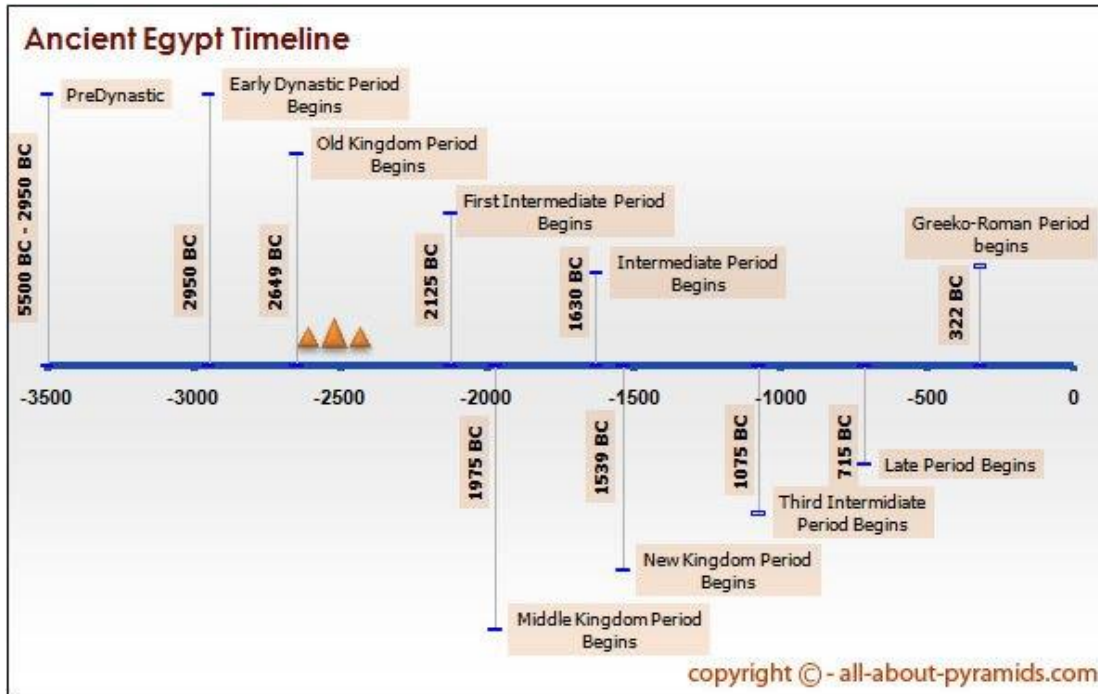 Ancient Egypt Timeline
PreDynastic
Early Dynastic Period
Begins
Old Kingdom Period
Begins
First Intermediate Period
Begins
Intermediate Period
Begins
Greeko-Roman Period
begins
5500 BC - 2950 BC
2950 BC
2649 BC
2125 BC
1630 BC
322 BC
-3500 -3000 -2500 -2000 -1500 -1000 -500 0
1975 BC
1539 BC
1075 BC
715 BC
Late Period Begins
Third Intermidiate
Period Begins
New Kingdom Period
Begins
Middle Kingdom Period
Begins
copyright © - all-about-pyramids.com